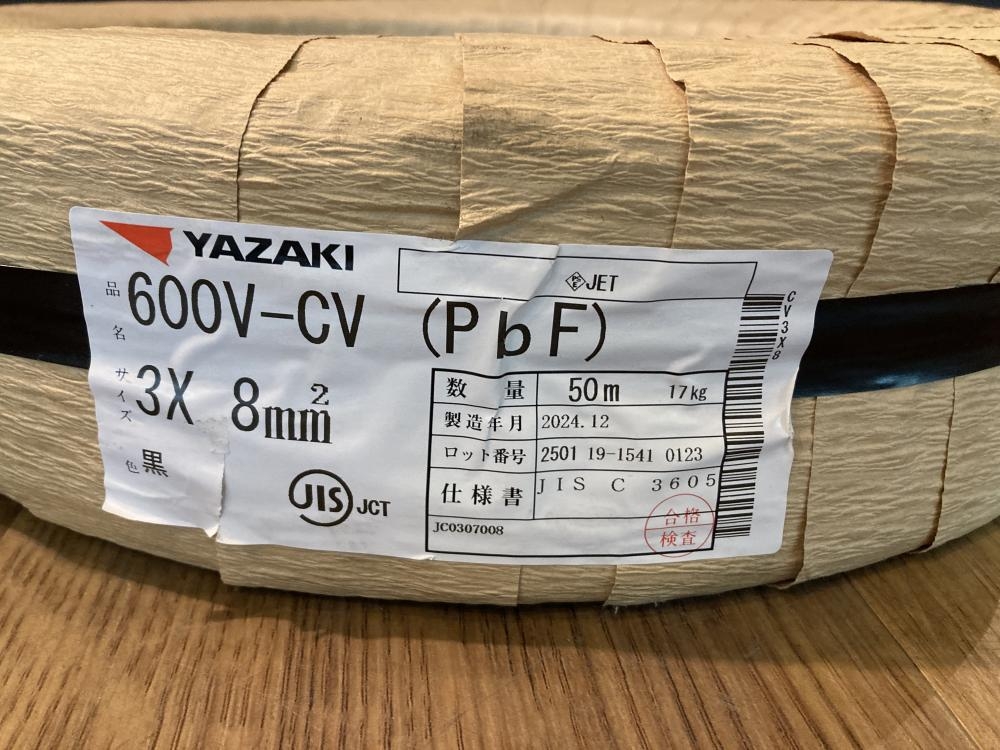 YAZAKI
PSE JET
品名 600V-CV (PbF)
サイズ 3X 8mm²
色 黒
JIS JCT
数量 50m 17kg
製造年月 2024.12
ロット番号 2501 19-1541 0123
仕様書 JIS C 3605
JC0307008
合格
検査
CV3X8